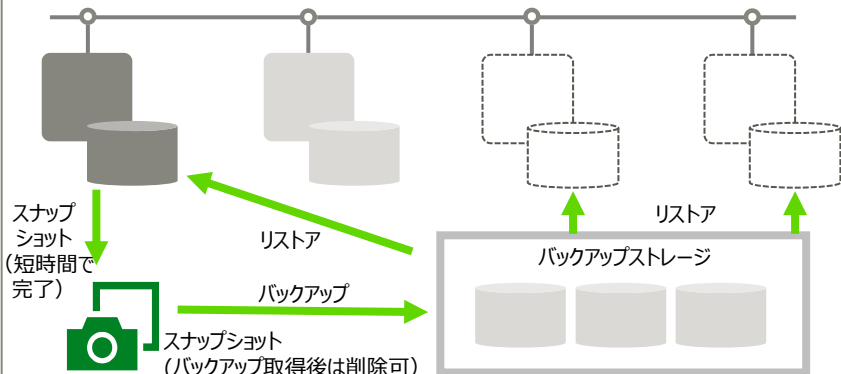 スナップ
ショット
（短時間で
完了）
リストア
リストア
バックアップストレージ
バックアップ
スナップショット
（バックアップ取得後は削除可）